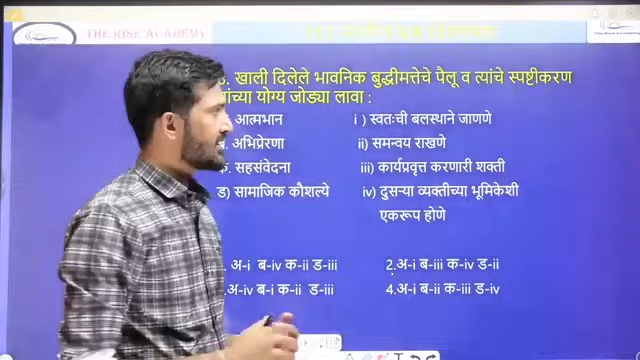 THE RISE ACADEMY
खाली दिलेले भावनिक बुद्धीमत्तेचे पैलू व त्यांचे स्पष्टीकरण
यांच्या योग्य जोड्या लावा :
आत्मभान i ) स्वतःची बलस्थाने जाणणे
अभिप्रेरणा ii) समन्वय राखणे
सहसंवेदना iii) कार्यप्रवृत्त करणारी शक्ती
ड) सामाजिक कौशल्ये iv) दुसऱ्या व्यक्तीच्या भूमिकेशी
एकरूप होणे
अ-i ब-iv क-ii ड-iii 2.अ-i ब-iii क-iv ड-ii
अ-iv ब-i क-ii ड-iii 4.अ-i ब-ii क-iii ड-iv